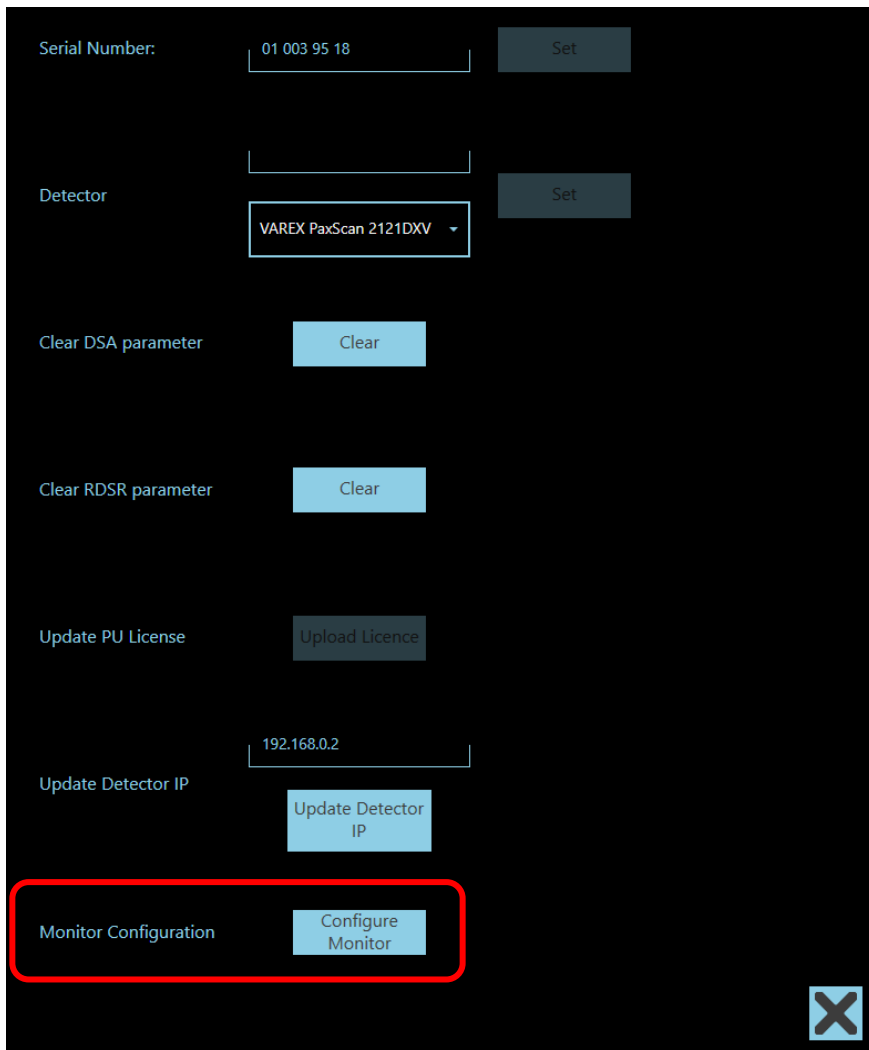 Serial Number:
01 003 95 18
Set
Detector
Set
VAREX PaxScan 2121DXV
Clear DSA parameter
Clear
Clear RDSR parameter
Clear
Update PU License
Upload Licence
192.168.0.2
Update Detector IP
Update Detector
IP
Monitor Configuration
Configure
Monitor